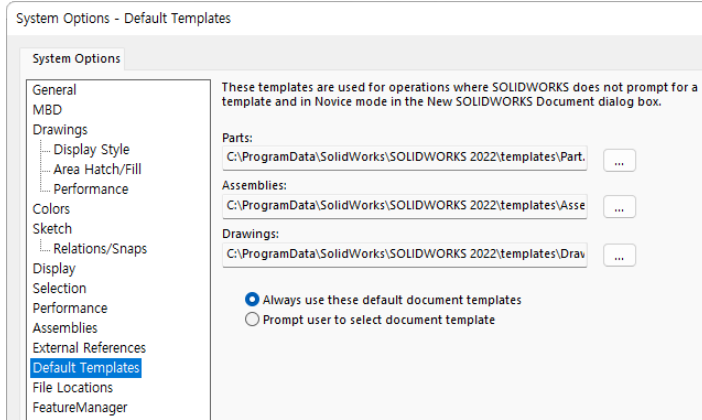 System Options - Default Templates
System Options
General
MBD
Drawings
Display Style
Area Hatch/Fill
Performance
Colors
Sketch
Relations/Snaps
Display
Selection
Performance
Assemblies
External References
Default Templates
File Locations
FeatureManager
These templates are used for operations where SOLIDWORKS does not prompt for a
template and in Novice mode in the New SOLIDWORKS Document dialog box.
Parts:
C:\ProgramData\SolidWorks\SOLIDWORKS 2022\templates\Part.
...
Assemblies:
C:\ProgramData\SolidWorks\SOLIDWORKS 2022\templates\Asse
...
Drawings:
C:\ProgramData\SolidWorks\SOLIDWORKS 2022\templates\Drav
...
Always use these default document templates
Prompt user to select document template